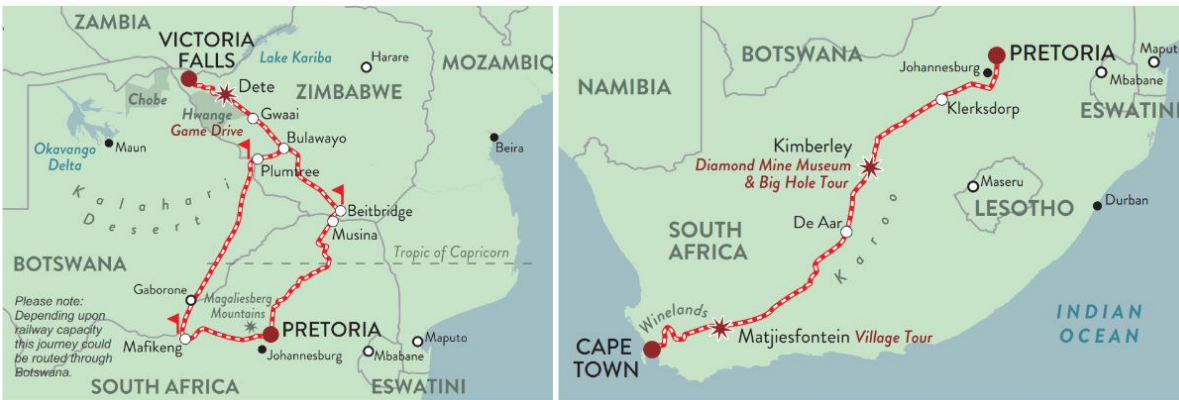 ZAMBIA
VICTORIA
FALLS
Lake Kariba
Harare
MOZAMBIQ
Chobe
Dete
ZIMBABWE
Hwange
Game Drive
Gwaai
Okavango
Delta
Maun
Bulawayo
Beira
Plumtree
Kalahari
Desert
Beitbridge
Musina
Tropic of Capricorn
BOTSWANA
Gaborone
Magaliesberg
Mountains
Please note:
Depending upon
railway capacity
this journey could
be routed through
Botswana.
PRETORIA
Mafikeng
Johannesburg
Maputo
Mbabane
SOUTH AFRICA
ESWATINI
BOTSWANA
PRETORIA
Johannesburg
Maput
Mbabane
NAMIBIA
Klerksdorp
ESWATINI
Kimberley
Diamond Mine Museum
& Big Hole Tour
Maseru
LESOTHO
Durban
SOUTH
AFRICA
De Aar
Karoo
Winelands
INDIAN
OCEAN
Matjiesfontein Village Tour
CAPE
TOWN